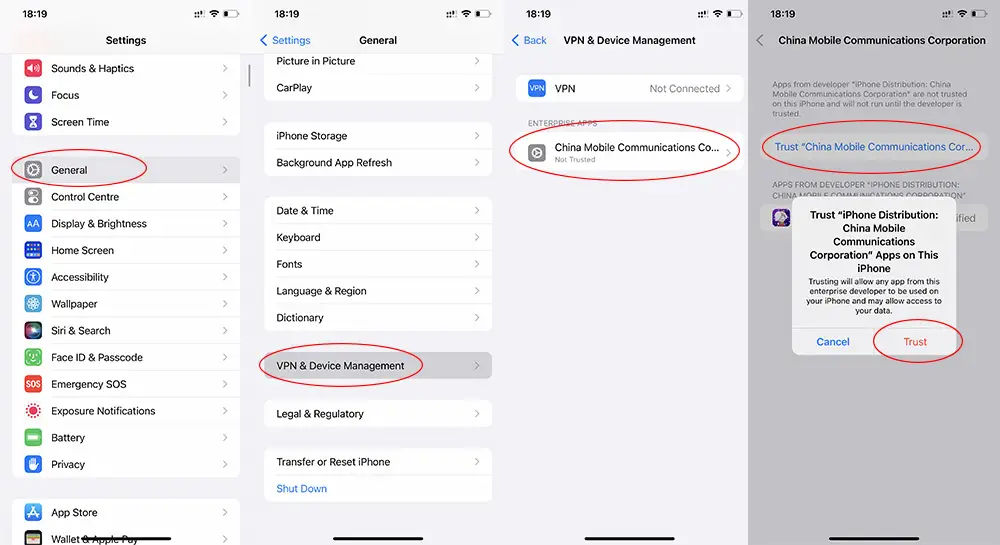 18:19
Settings
Sounds & Haptics
Focus
Screen Time
General
Control Centre
Display & Brightness
AA
Home Screen
Accessibility
Wallpaper
Siri & Search
Face ID & Passcode
SOS
Emergency SOS
Exposure Notifications
Battery
Privacy
App Store
Wallet & Apple Pay
18:19
Settings
General
Picture in Picture
CarPlay
iPhone Storage
Background App Refresh
Date & Time
Keyboard
Fonts
Language & Region
Dictionary
VPN & Device Management
Legal & Regulatory
Transfer or Reset iPhone
Shut Down
18:19
Back
VPN & Device Management
VPN
VPN
Not Connected
ENTERPRISE APPS
China Mobile Communications Co...
Not Trusted
18:19
China Mobile Communications Corporation
Apps from developer "iPhone Distribution: China
Mobile Communications Corporation" are not trusted
on this iPhone and will not run until the developer is
trusted.
Trust "China Mobile Communications Cor...
APPS FROM DEVELOPER "IPHONE DISTRIBUTION:
CHINA MOBILE COMMUNICATIONS CORPORATION"
Trust "iPhone Distribution:
China Mobile
Communications
Corporation" Apps on This
iPhone
Trusting will allow any app from this
enterprise developer to be used on
your iPhone and may allow access to
your data.
Cancel
Trust